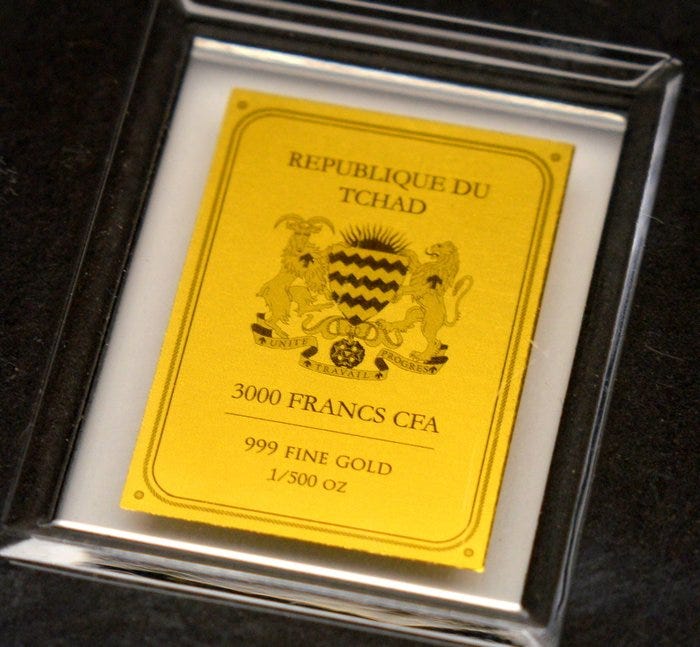 REPUBLIQUE DU
TCHAD
UNITE
TRAVAIL
PROGRES
3000 FRANCS CFA
999 FINE GOLD
1/500 OZ